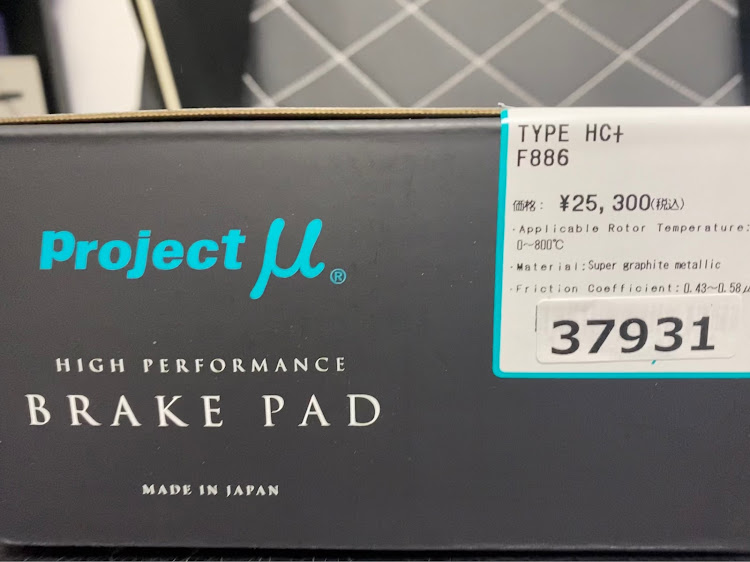 Project μ®
HIGH PERFORMANCE
BRAKE PAD
MADE IN JAPAN
TYPE HC+
F886
価格: ¥25,300(税込)
·Applicable Rotor Temperature:
0~800℃
·Material:Super graphite metallic
·Friction Coefficient:0.43~0.58μ
37931